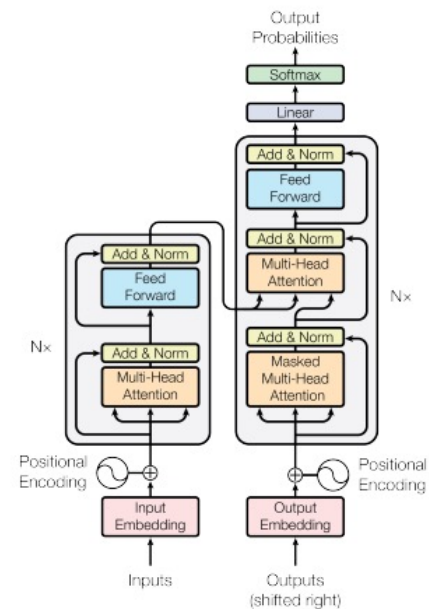 Output
Probabilities
Softmax
Linear
Add & Norm
Feed
Forward
Add & Norm
Multi-Head
Attention
Add & Norm
Masked
Multi-Head
Attention
N×
Add & Norm
Feed
Forward
N×
Add & Norm
Multi-Head
Attention
Positional
Encoding
Positional
Encoding
Input
Embedding
Output
Embedding
Inputs
Outputs
(shifted right)